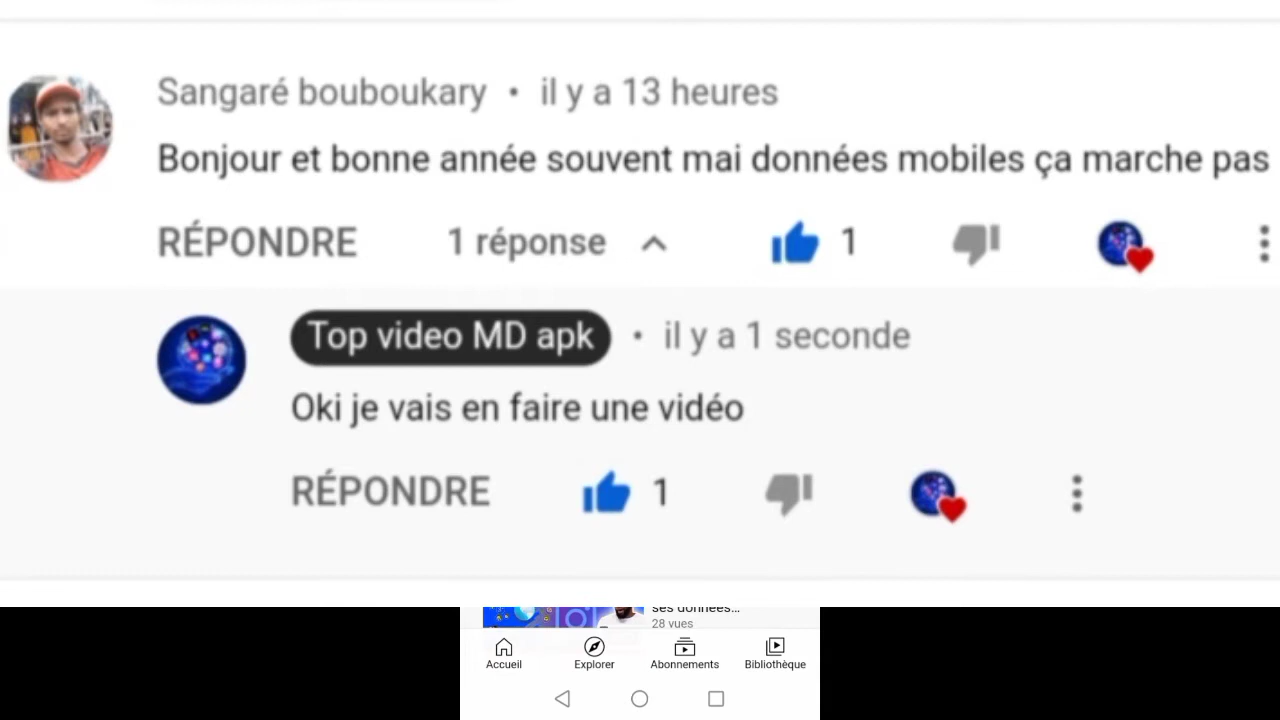 Sangaré bouboukary • il y a 13 heures
Bonjour et bonne année souvent mai données mobiles ça marche pas
RÉPONDRE 1 réponse 1
Top video MD apk • il y a 1 seconde
Oki je vais en faire une vidéo
RÉPONDRE 1
ses données...
28 vues
Accueil Explorer Abonnements Bibliothèque